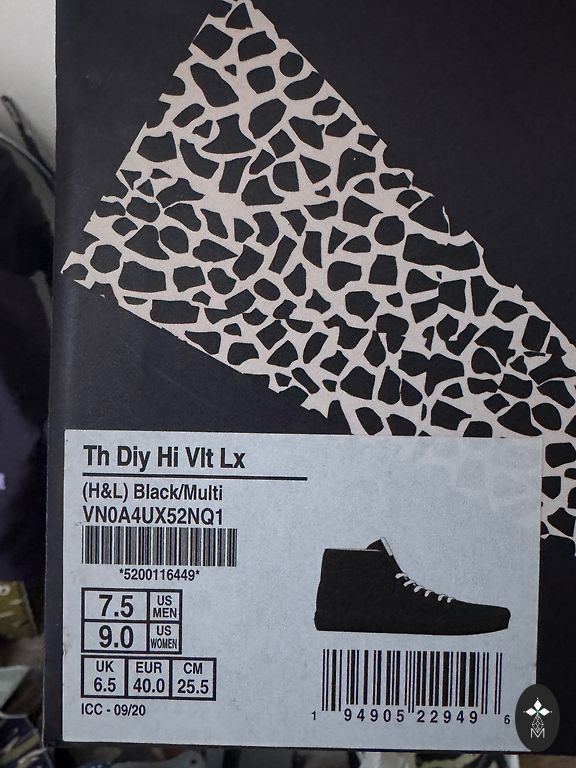 Th Diy Hi Vlt Lx
(H&L) Black/Multi
VN0A4UX52NQ1
*5200116449*
7.5 US MEN
9.0 US WOMEN
UK 6.5 EUR 40.0 CM 25.5
ICC - 09/20
1 94905 22949 6
M